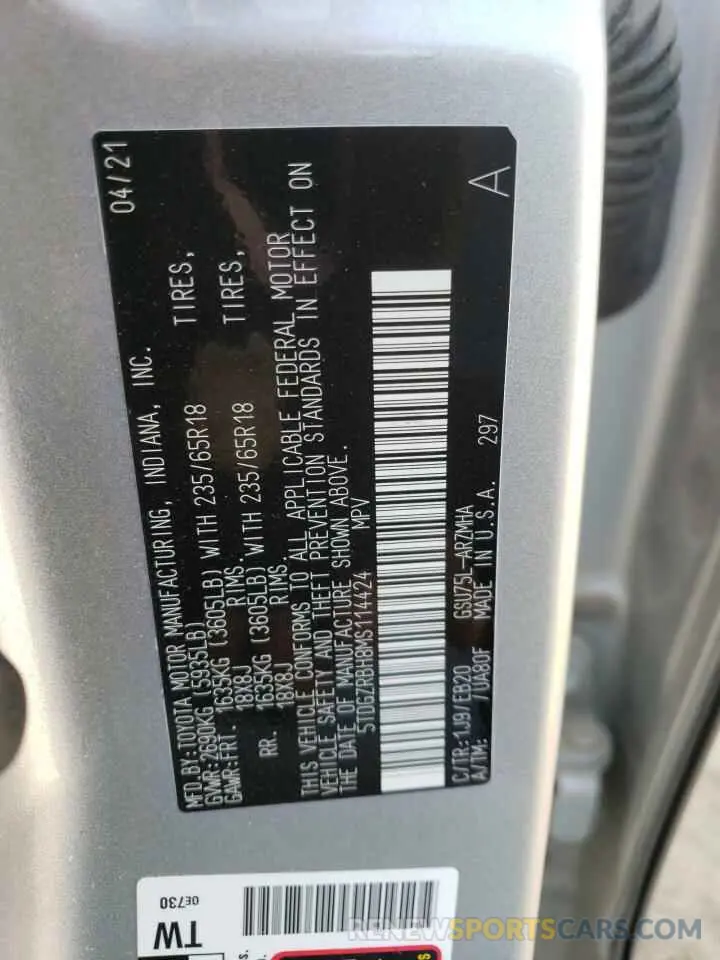 MFD.BY:TOYOTA MOTOR MANUFACTURING, INDIANA, INC. 04/21
GVWR:2690KG (5935LB)
GAWR:FRT. 1635KG (3605LB) WITH 235/65R18 TIRES,
18X8J RIMS.
RR. 1635KG (3605LB) WITH 235/65R18 TIRES,
18X8J RIMS.
THIS VEHICLE CONFORMS TO ALL APPLICABLE FEDERAL MOTOR
VEHICLE SAFETY AND THEFT PREVENTION STANDARDS IN EFFECT ON
THE DATE OF MANUFACTURE SHOWN ABOVE.
5TDGZRBH8MS114424 MPV
A
C/TR:1J9/EB20 GSU75L-ARZMHA
A/TM: /UA80F MADE IN U.S.A. 297
0E730
TW
RENEWSPORTSCARS.COM